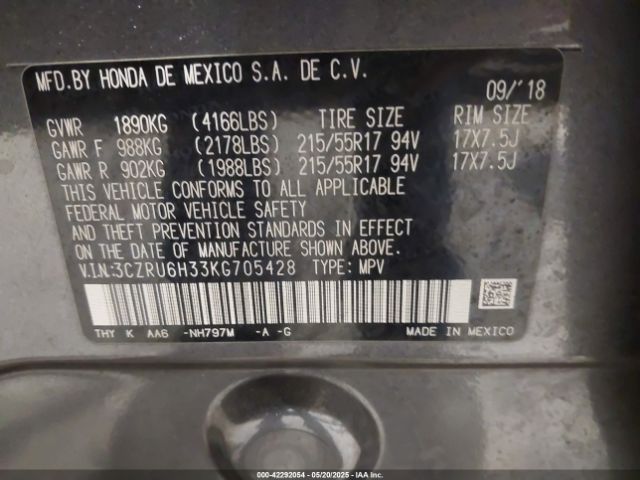 MFD.BY HONDA DE MEXICO S.A. DE C.V.
09/'18
GVWR 1890KG (4166LBS) TIRE SIZE RIM SIZE
GAWR F 988KG (2178LBS) 215/55R17 94V 17X7.5J
GAWR R 902KG (1988LBS) 215/55R17 94V 17X7.5J
THIS VEHICLE CONFORMS TO ALL APPLICABLE
FEDERAL MOTOR VEHICLE SAFETY
AND THEFT PREVENTION STANDARDS IN EFFECT
ON THE DATE OF MANUFACTURE SHOWN ABOVE.
V.IN:3CZRU6H33KG705428 TYPE: MPV
THY K AA6 -NH797M -A -G MADE IN MEXICO
000-42292054 | 05/20/2025 | IAAI.COM